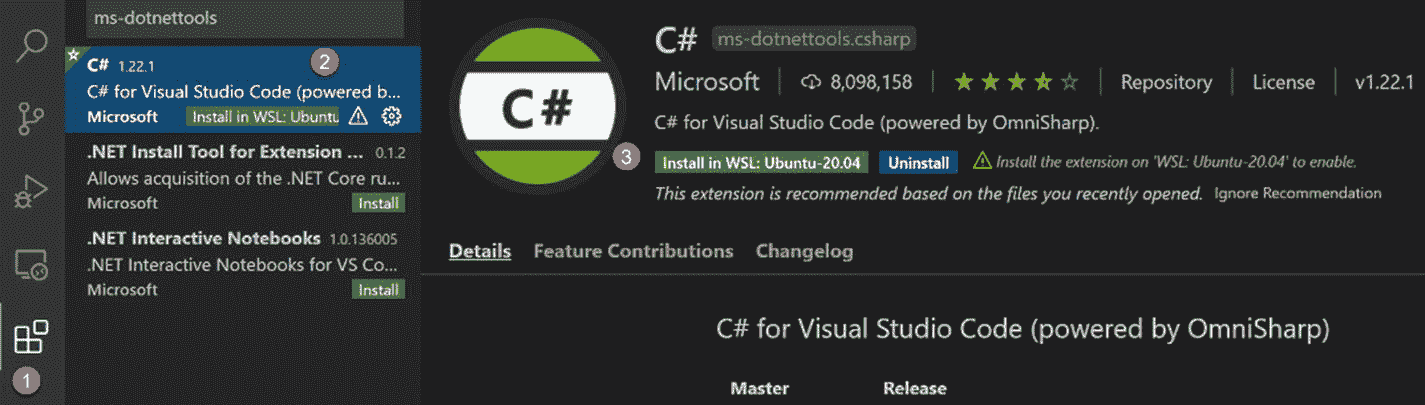 ms-dotnettools
C# 1.22.1
2
C# for Visual Studio Code (powered b...
Microsoft Install in WSL: Ubuntu
.NET Install Tool for Extension ... 0.1.2
Allows acquisition of the .NET Core ru...
Microsoft Install
.NET Interactive Notebooks 1.0.136005
.NET Interactive Notebooks for VS Co...
Microsoft Install
1
C#
C# ms-dotnettools.csharp
Microsoft 8,098,158 Repository License v1.22.1
C# for Visual Studio Code (powered by OmniSharp).
3 Install in WSL: Ubuntu-20.04 Uninstall Install the extension on 'WSL: Ubuntu-20.04' to enable.
This extension is recommended based on the files you recently opened. Ignore Recommendation
Details Feature Contributions Changelog
C# for Visual Studio Code (powered by OmniSharp)
Master Release